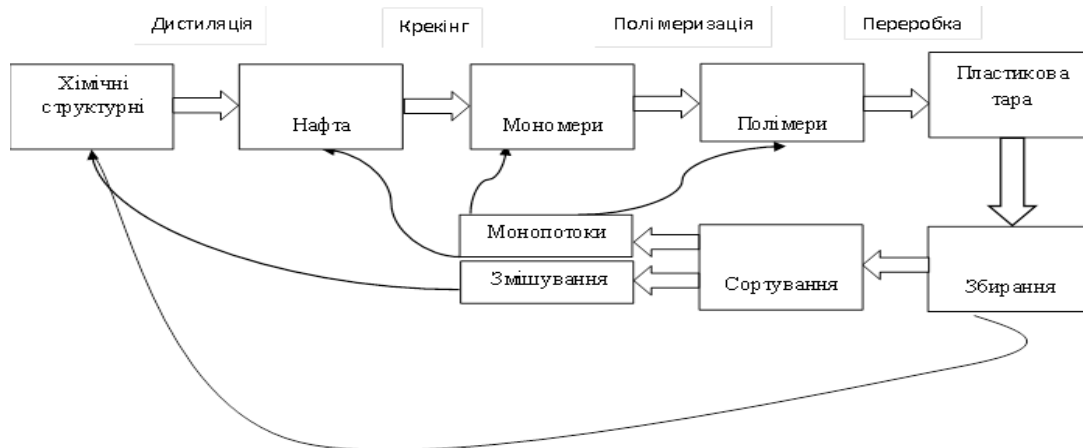 Дистиляція
Крекінг
Полімеризація
Переробка
Хімічні
структурні
Нафта
Мономери
Полімери
Пластикова
тара
Монопотоки
Змішування
Сортування
Збирання